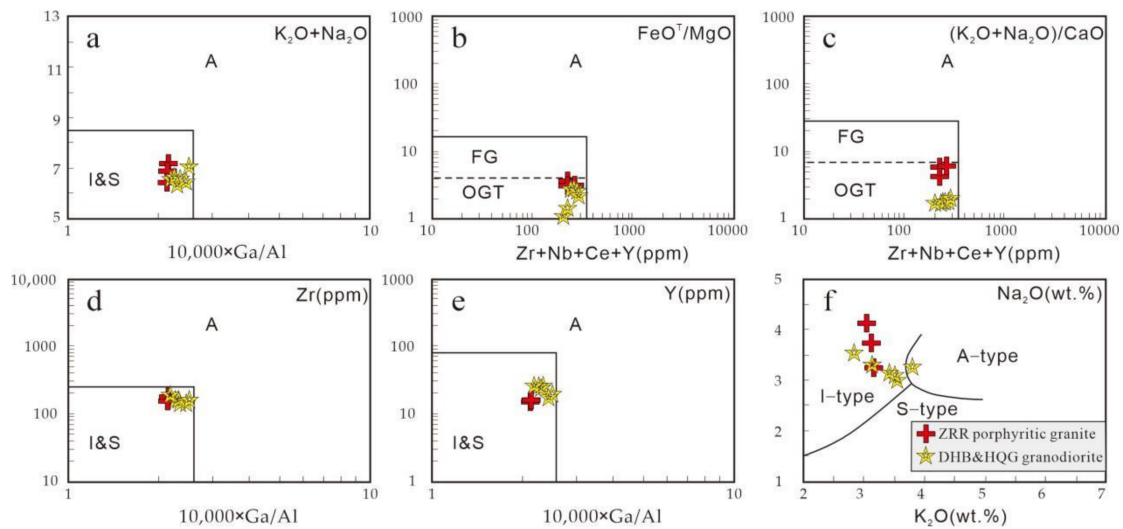 a
K₂O+Na₂O
13
11
9
7
5
A
I&S
1
10
10,000×Ga/Al
b
FeOᵀ/MgO
1000
100
10
1
A
FG
OGT
10
100
1000
10000
Zr+Nb+Ce+Y(ppm)
c
(K₂O+Na₂O)/CaO
1000
100
10
1
A
FG
OGT
10
100
1000
10000
Zr+Nb+Ce+Y(ppm)
d
Zr(ppm)
10,000
1000
100
10
A
I&S
1
10
10,000×Ga/Al
e
Y(ppm)
1000
100
10
1
A
I&S
1
10
10,000×Ga/Al
f
Na₂O(wt.%)
5
4
3
2
1
A–type
I–type
S–type
ZRR porphyritic granite
DHB&HQG granodiorite
2
3
4
5
6
7
K₂O(wt.%)